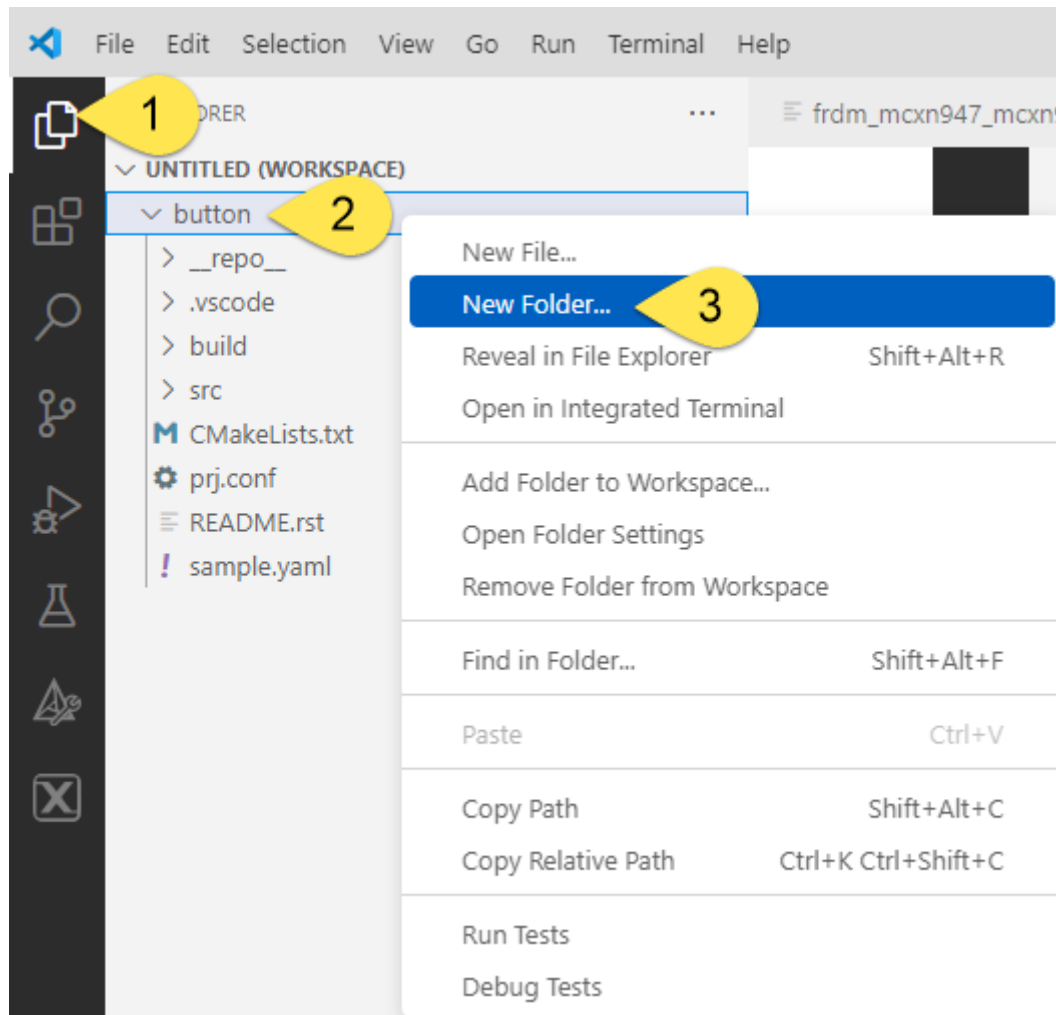 File Edit Selection View Go Run Terminal Help
1
ORER
...
frdm_mcxn947_mcxn
UNTITLED (WORKSPACE)
button
2
__repo__
.vscode
build
src
CMakeLists.txt
prj.conf
README.rst
sample.yaml
New File...
New Folder...
3
Reveal in File Explorer Shift+Alt+R
Open in Integrated Terminal
Add Folder to Workspace...
Open Folder Settings
Remove Folder from Workspace
Find in Folder... Shift+Alt+F
Paste Ctrl+V
Copy Path Shift+Alt+C
Copy Relative Path Ctrl+K Ctrl+Shift+C
Run Tests
Debug Tests